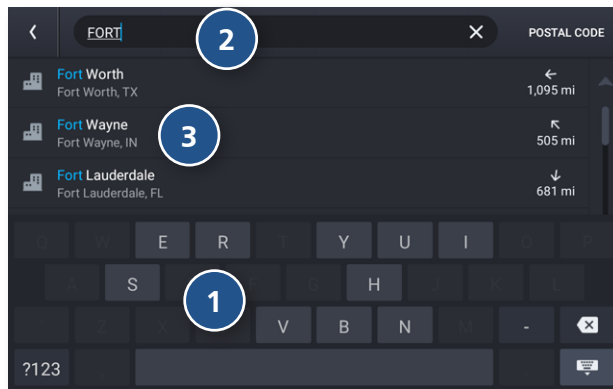 FORT
2
POSTAL CODE
Fort Worth
Fort Worth, TX
1,095 mi
Fort Wayne
Fort Wayne, IN
3
505 mi
Fort Lauderdale
Fort Lauderdale, FL
681 mi
Q W E R T Y U I O P
A S G H J K L
1
Z X V B N M -
?123